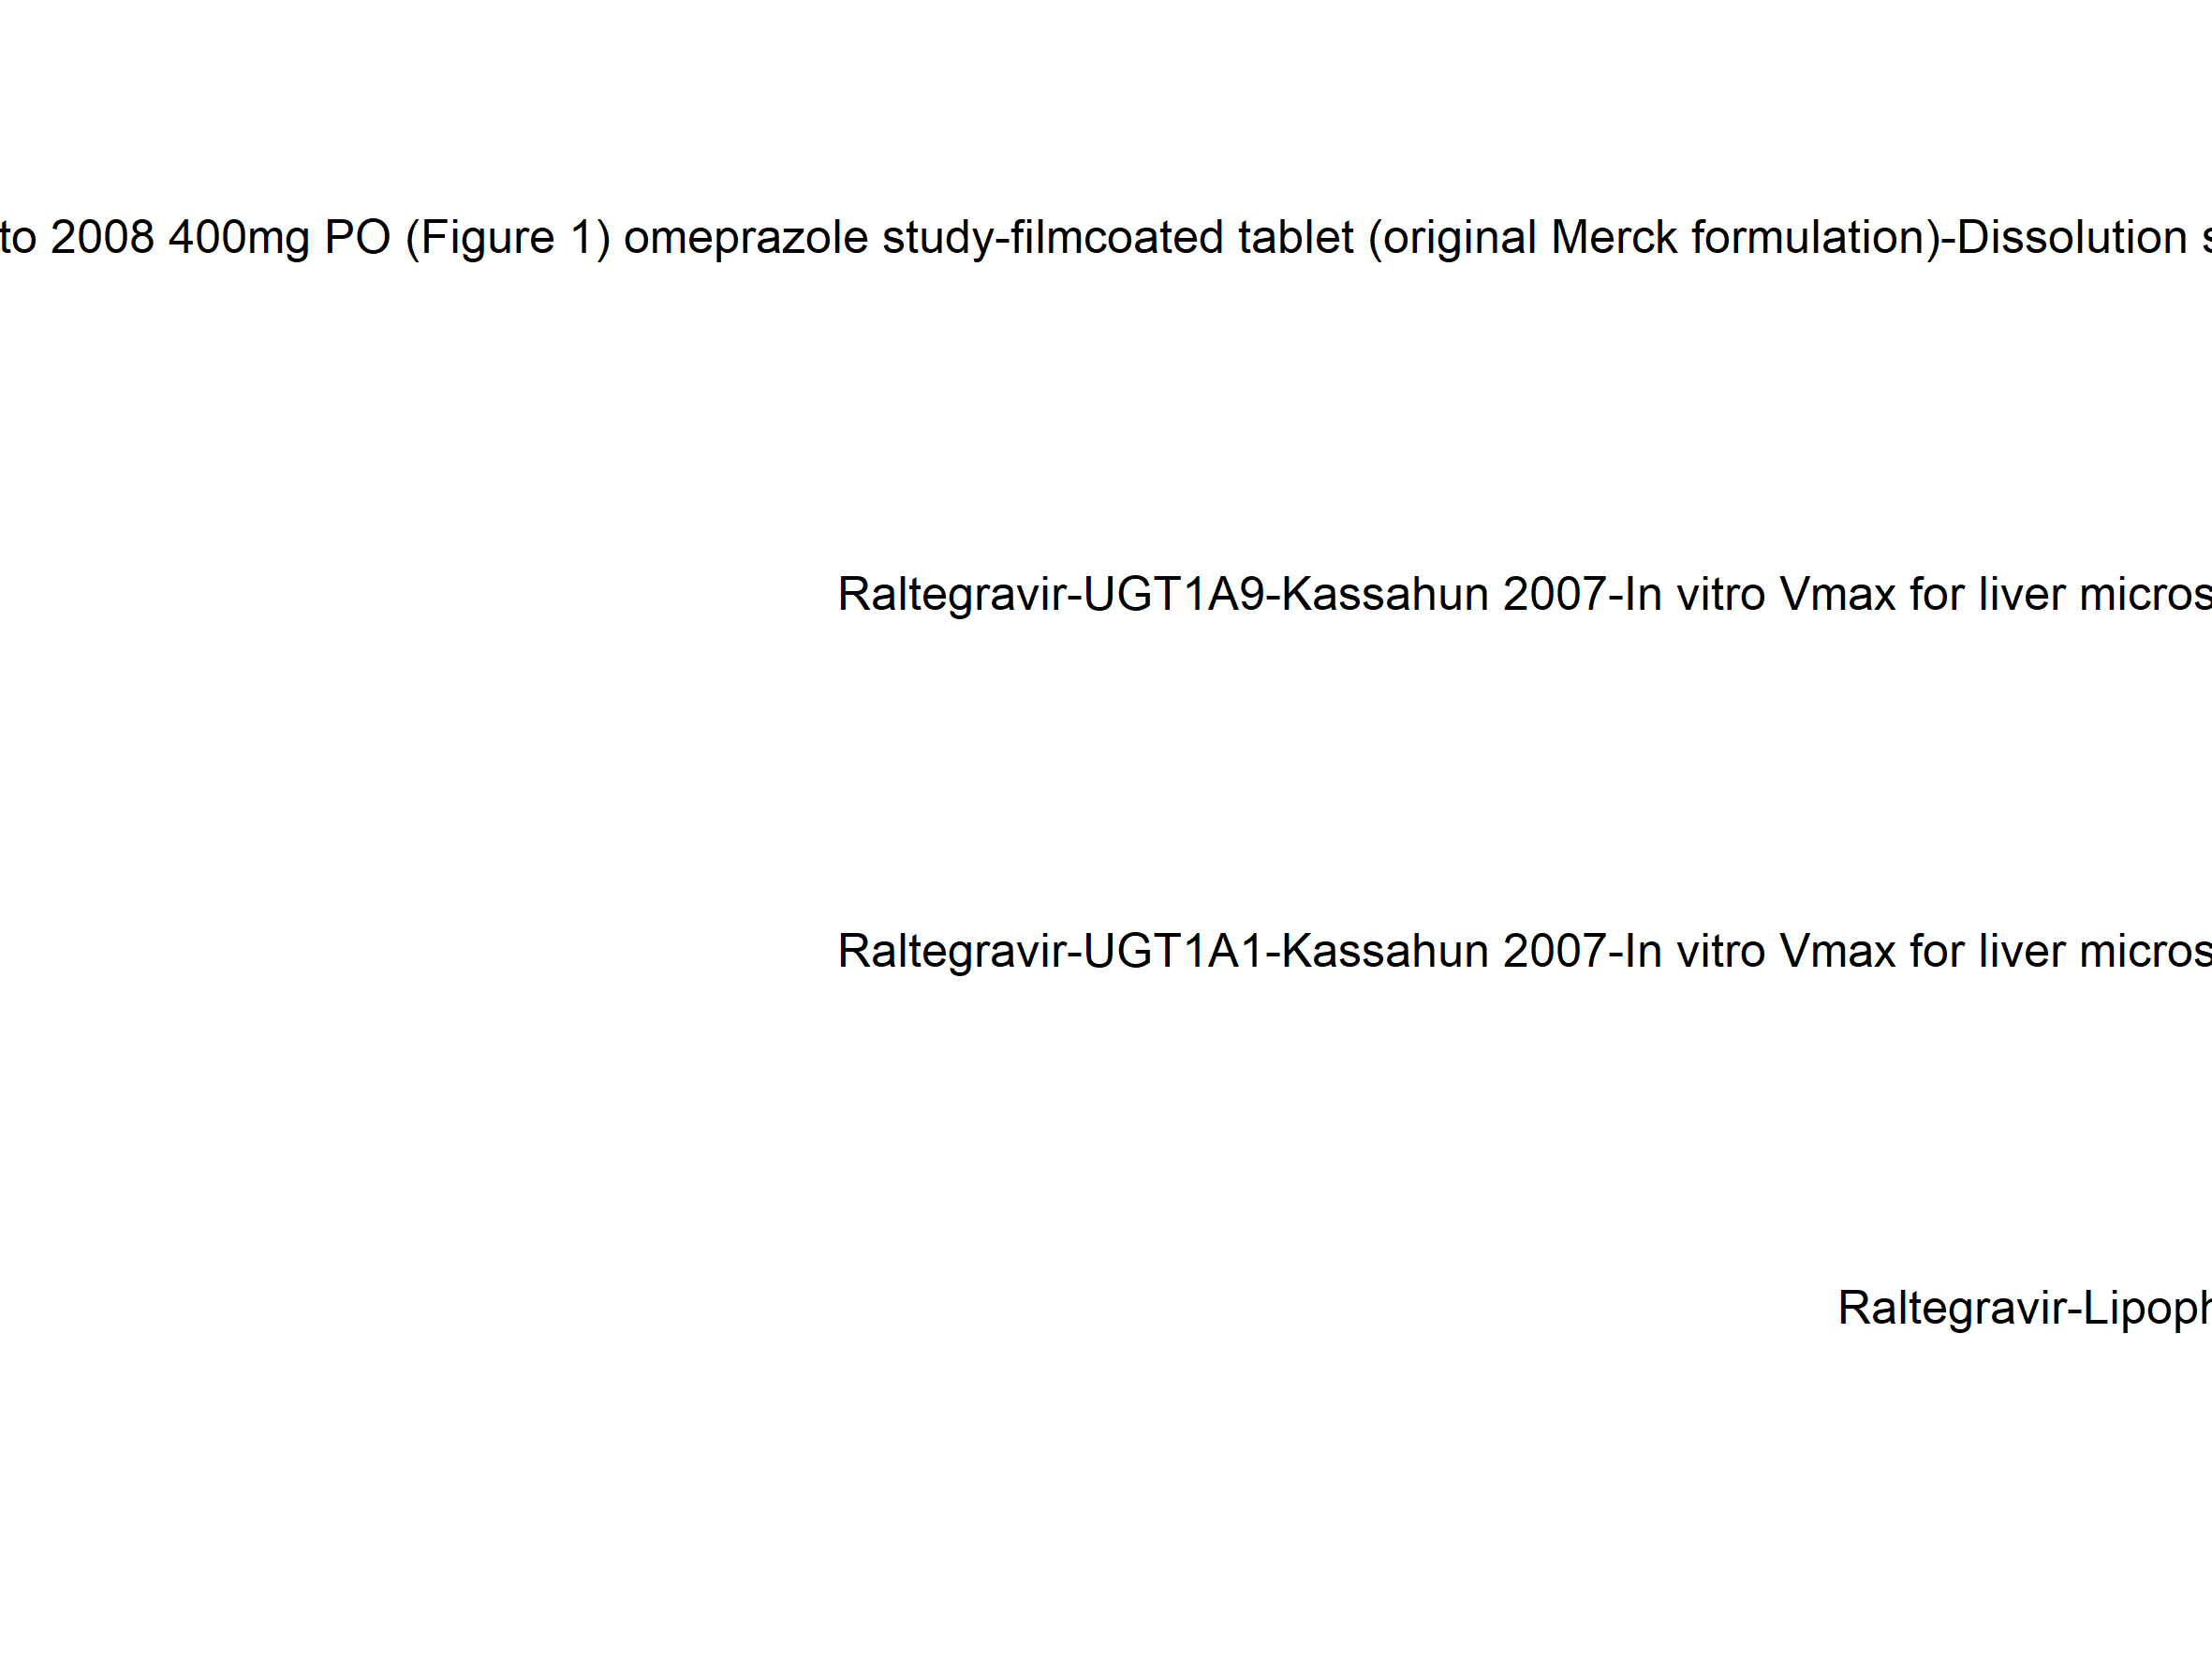 to 2008 400mg PO (Figure 1) omeprazole study-filmcoated tablet (original Merck formulation)-Dissolution s
Raltegravir-UGT1A9-Kassahun 2007-In vitro Vmax for liver micros
Raltegravir-UGT1A1-Kassahun 2007-In vitro Vmax for liver micros
Raltegravir-Lipoph